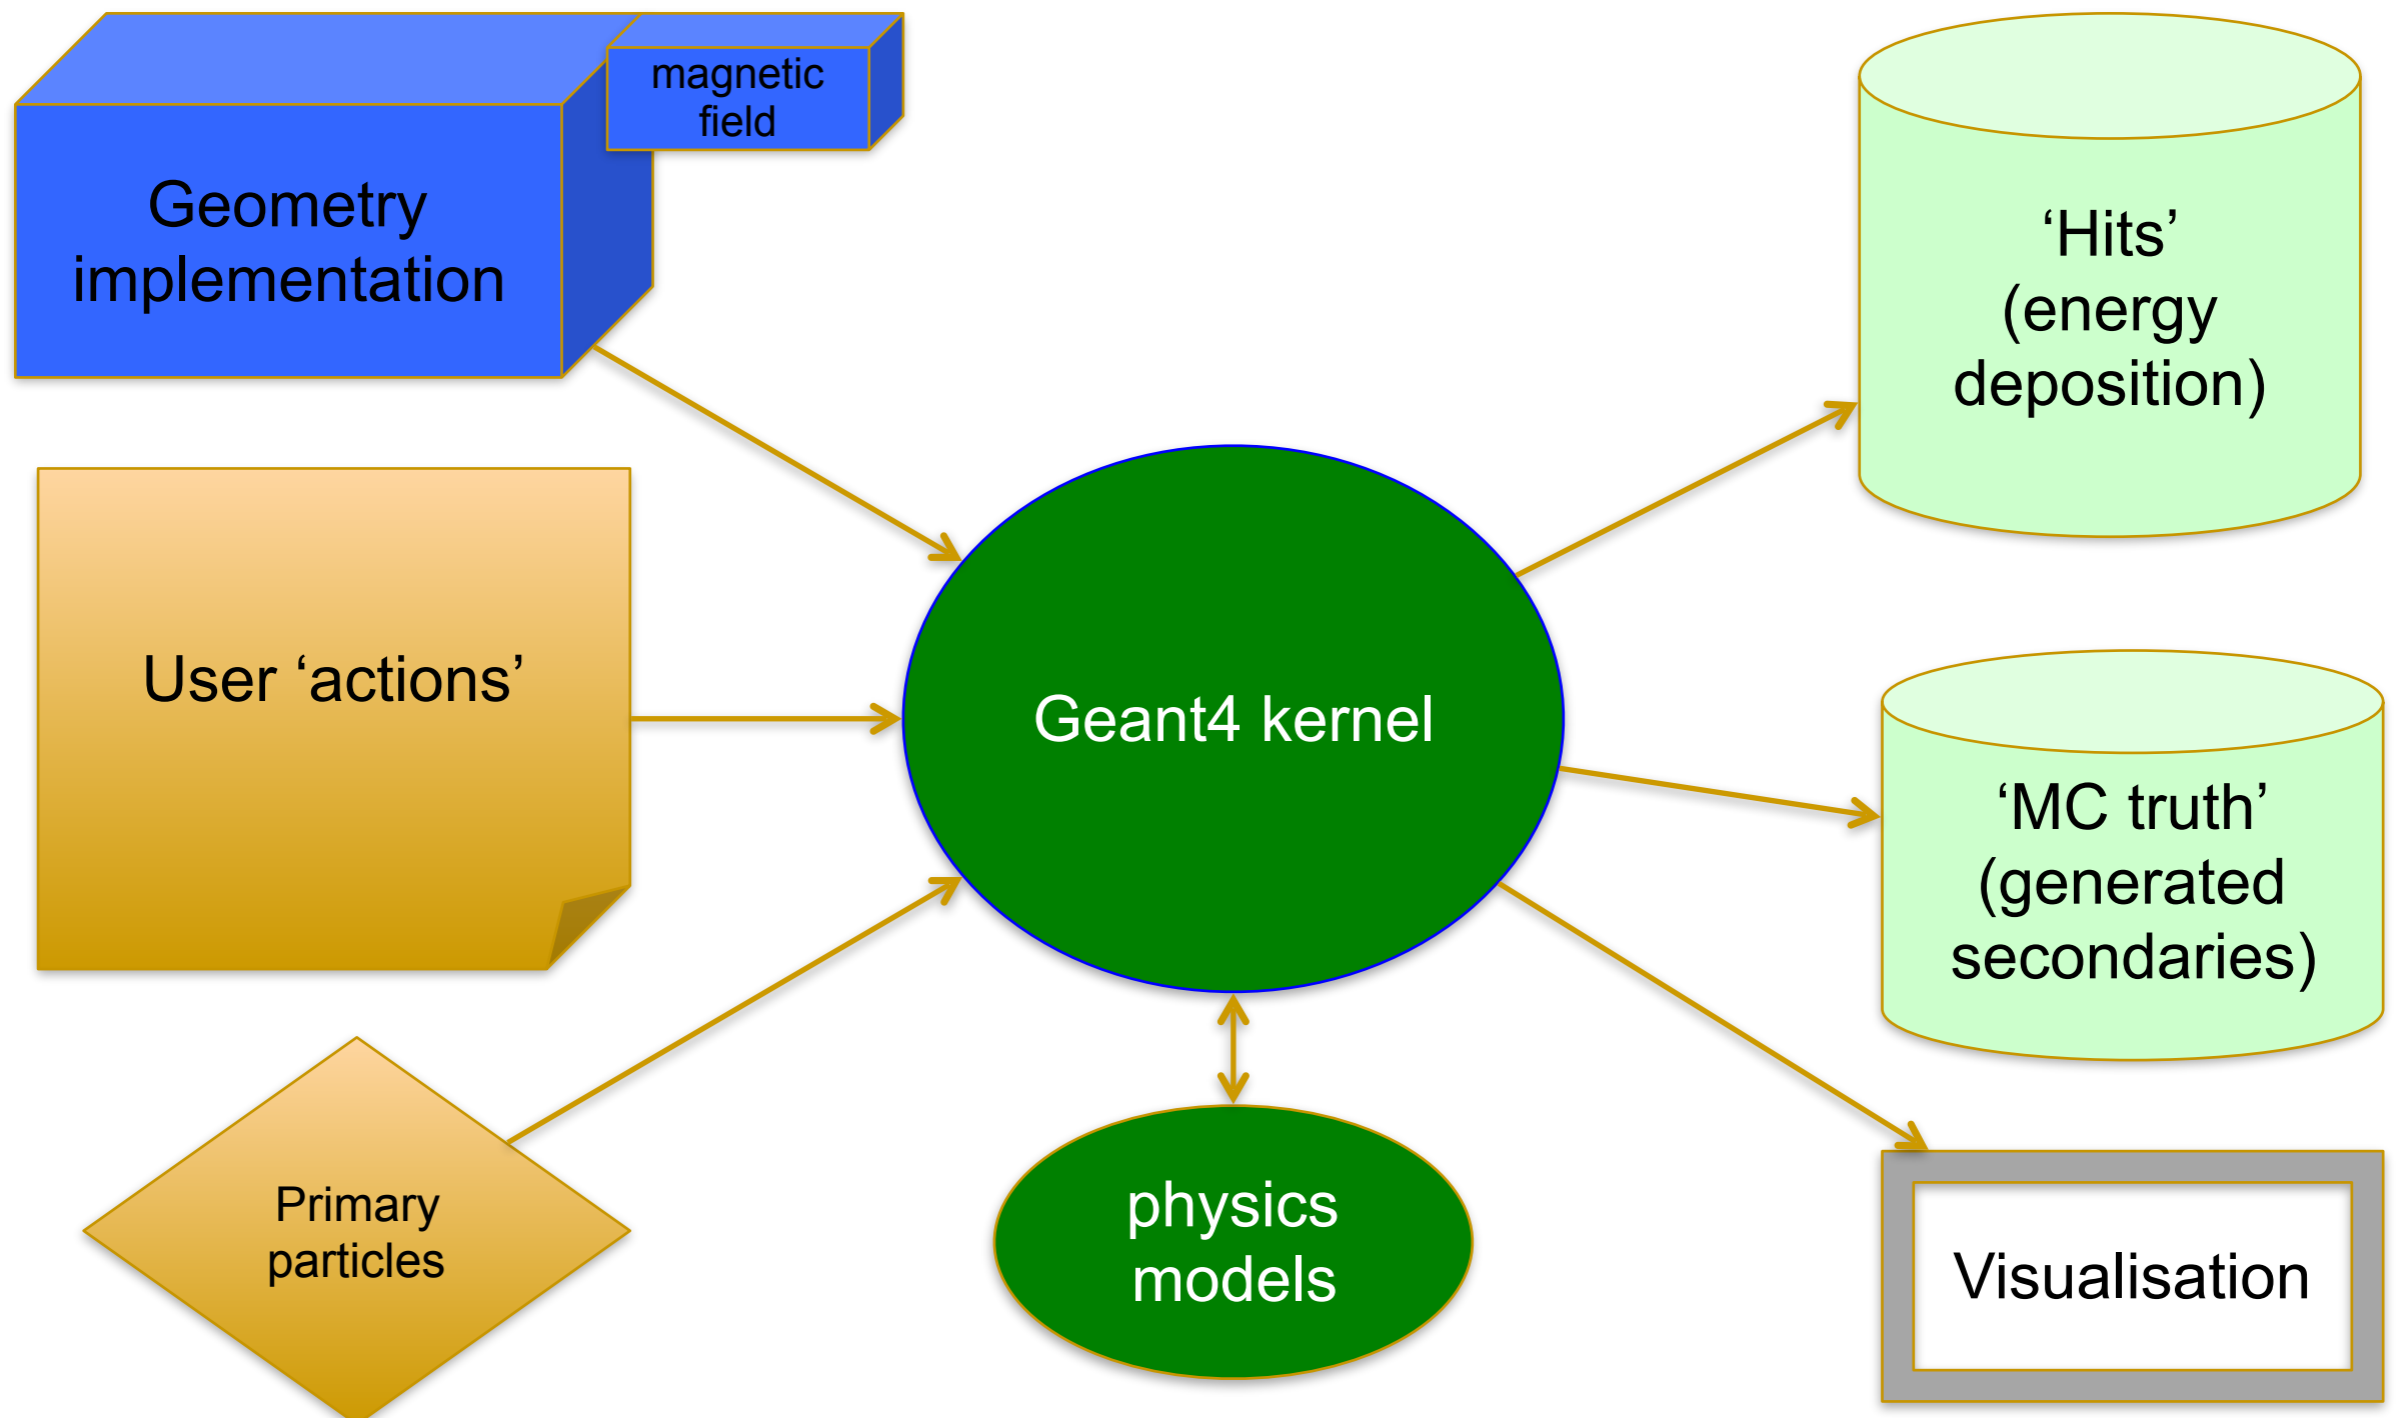 magnetic
field
Geometry
implementation
‘Hits’
(energy
deposition)
User ‘actions’
Geant4 kernel
‘MC truth’
(generated
secondaries)
Primary
particles
physics
models
Visualisation